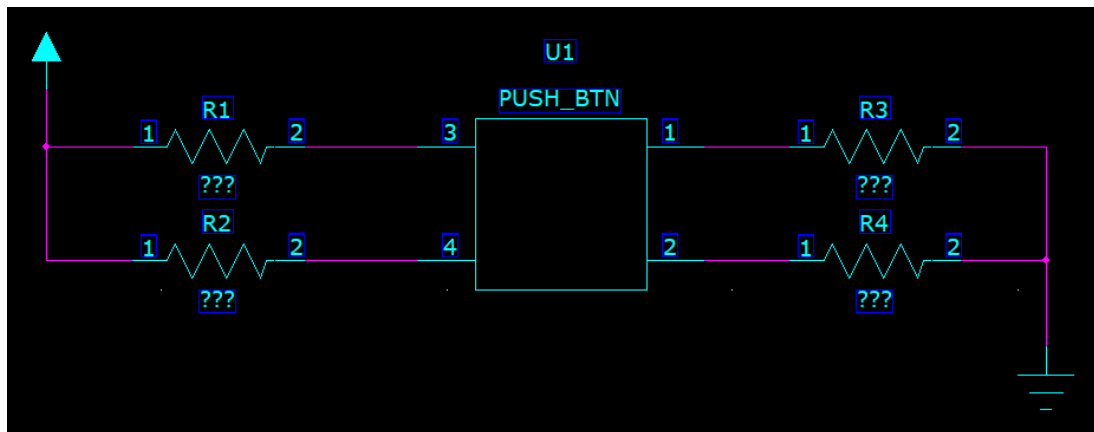 U1
PUSH_BTN
R1
R3
1 2 3 1 1 2
??? ???
R2 R4
1 2 4 2 1 2
??? ???